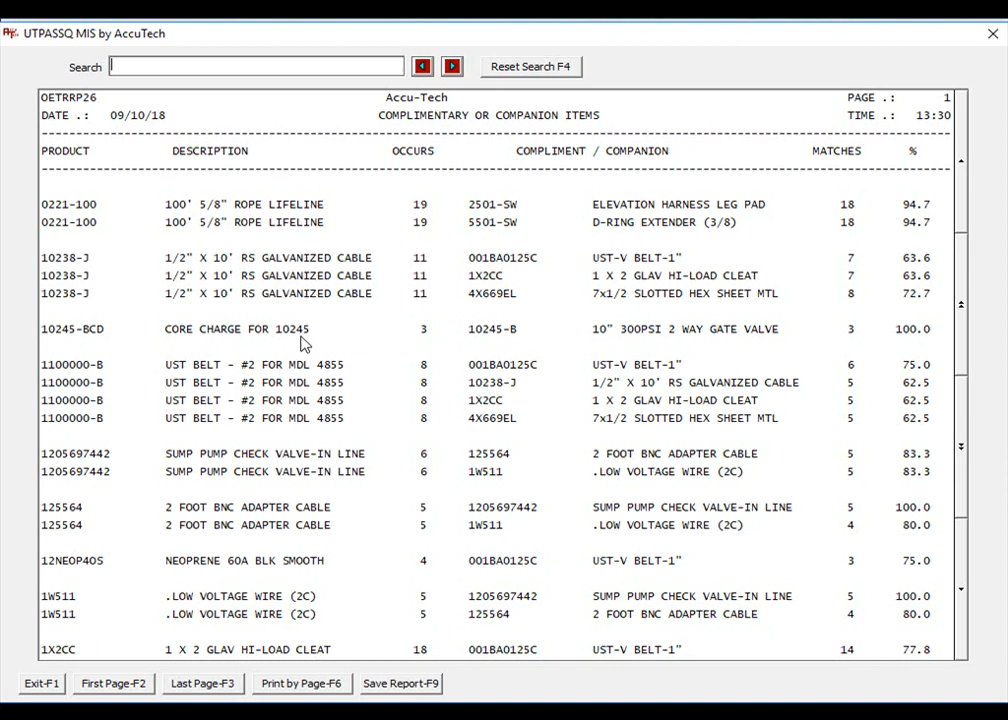 UTPASSQ MIS by AccuTech
Search
Reset Search F4
OETRRP26 Accu-Tech PAGE .: 1
DATE .: 09/10/18 COMPLIMENTARY OR COMPANION ITEMS TIME .: 13:30
PRODUCT DESCRIPTION OCCURS COMPLIMENT / COMPANION MATCHES %
0221-100 100' 5/8" ROPE LIFELINE 19 2501-SW ELEVATION HARNESS LEG PAD 18 94.7
0221-100 100' 5/8" ROPE LIFELINE 19 5501-SW D-RING EXTENDER (3/8) 18 94.7
10238-J 1/2" X 10' RS GALVANIZED CABLE 11 001BA0125C UST-V BELT-1" 7 63.6
10238-J 1/2" X 10' RS GALVANIZED CABLE 11 1X2CC 1 X 2 GLAV HI-LOAD CLEAT 7 63.6
10238-J 1/2" X 10' RS GALVANIZED CABLE 11 4X669EL 7x1/2 SLOTTED HEX SHEET MTL 8 72.7
10245-BCD CORE CHARGE FOR 10245 3 10245-B 10" 300PSI 2 WAY GATE VALVE 3 100.0
1100000-B UST BELT - #2 FOR MDL 4855 8 001BA0125C UST-V BELT-1" 6 75.0
1100000-B UST BELT - #2 FOR MDL 4855 8 10238-J 1/2" X 10' RS GALVANIZED CABLE 5 62.5
1100000-B UST BELT - #2 FOR MDL 4855 8 1X2CC 1 X 2 GLAV HI-LOAD CLEAT 5 62.5
1100000-B UST BELT - #2 FOR MDL 4855 8 4X669EL 7x1/2 SLOTTED HEX SHEET MTL 5 62.5
1205697442 SUMP PUMP CHECK VALVE-IN LINE 6 125564 2 FOOT BNC ADAPTER CABLE 5 83.3
1205697442 SUMP PUMP CHECK VALVE-IN LINE 6 1W511 .LOW VOLTAGE WIRE (2C) 5 83.3
125564 2 FOOT BNC ADAPTER CABLE 5 1205697442 SUMP PUMP CHECK VALVE-IN LINE 5 100.0
125564 2 FOOT BNC ADAPTER CABLE 5 1W511 .LOW VOLTAGE WIRE (2C) 4 80.0
12NEOP40S NEOPRENE 60A BLK SMOOTH 4 001BA0125C UST-V BELT-1" 3 75.0
1W511 .LOW VOLTAGE WIRE (2C) 5 1205697442 SUMP PUMP CHECK VALVE-IN LINE 5 100.0
1W511 .LOW VOLTAGE WIRE (2C) 5 125564 2 FOOT BNC ADAPTER CABLE 4 80.0
1X2CC 1 X 2 GLAV HI-LOAD CLEAT 18 001BA0125C UST-V BELT-1" 14 77.8
Exit-F1 First Page-F2 Last Page-F3 Print by Page-F6 Save Report-F9